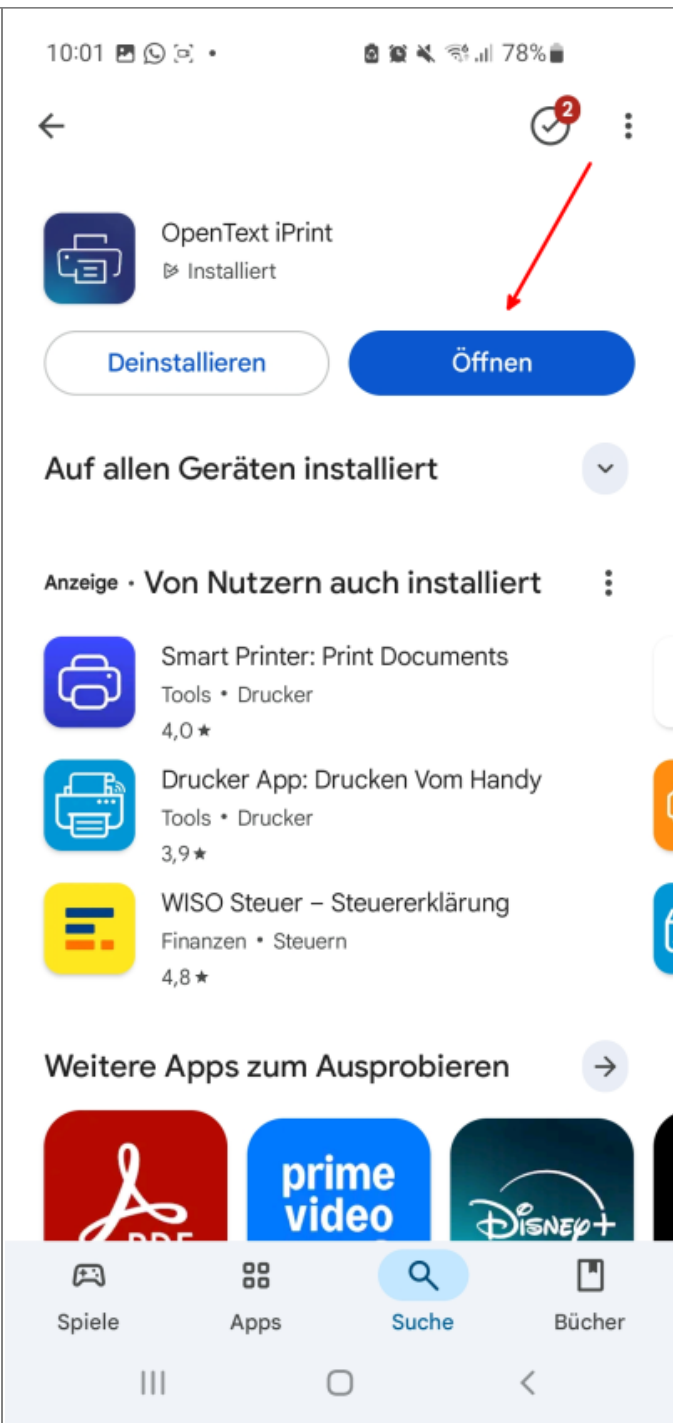 10:01 78%
2
OpenText iPrint
Installiert
Deinstallieren Öffnen
Auf allen Geräten installiert
Anzeige • Von Nutzern auch installiert
Smart Printer: Print Documents
Tools • Drucker
4,0 ★
Drucker App: Drucken Vom Handy
Tools • Drucker
3,9 ★
WISO Steuer – Steuererklärung
Finanzen • Steuern
4,8 ★
Weitere Apps zum Ausprobieren
PDF
prime
video
Disney+
Spiele Apps Suche Bücher